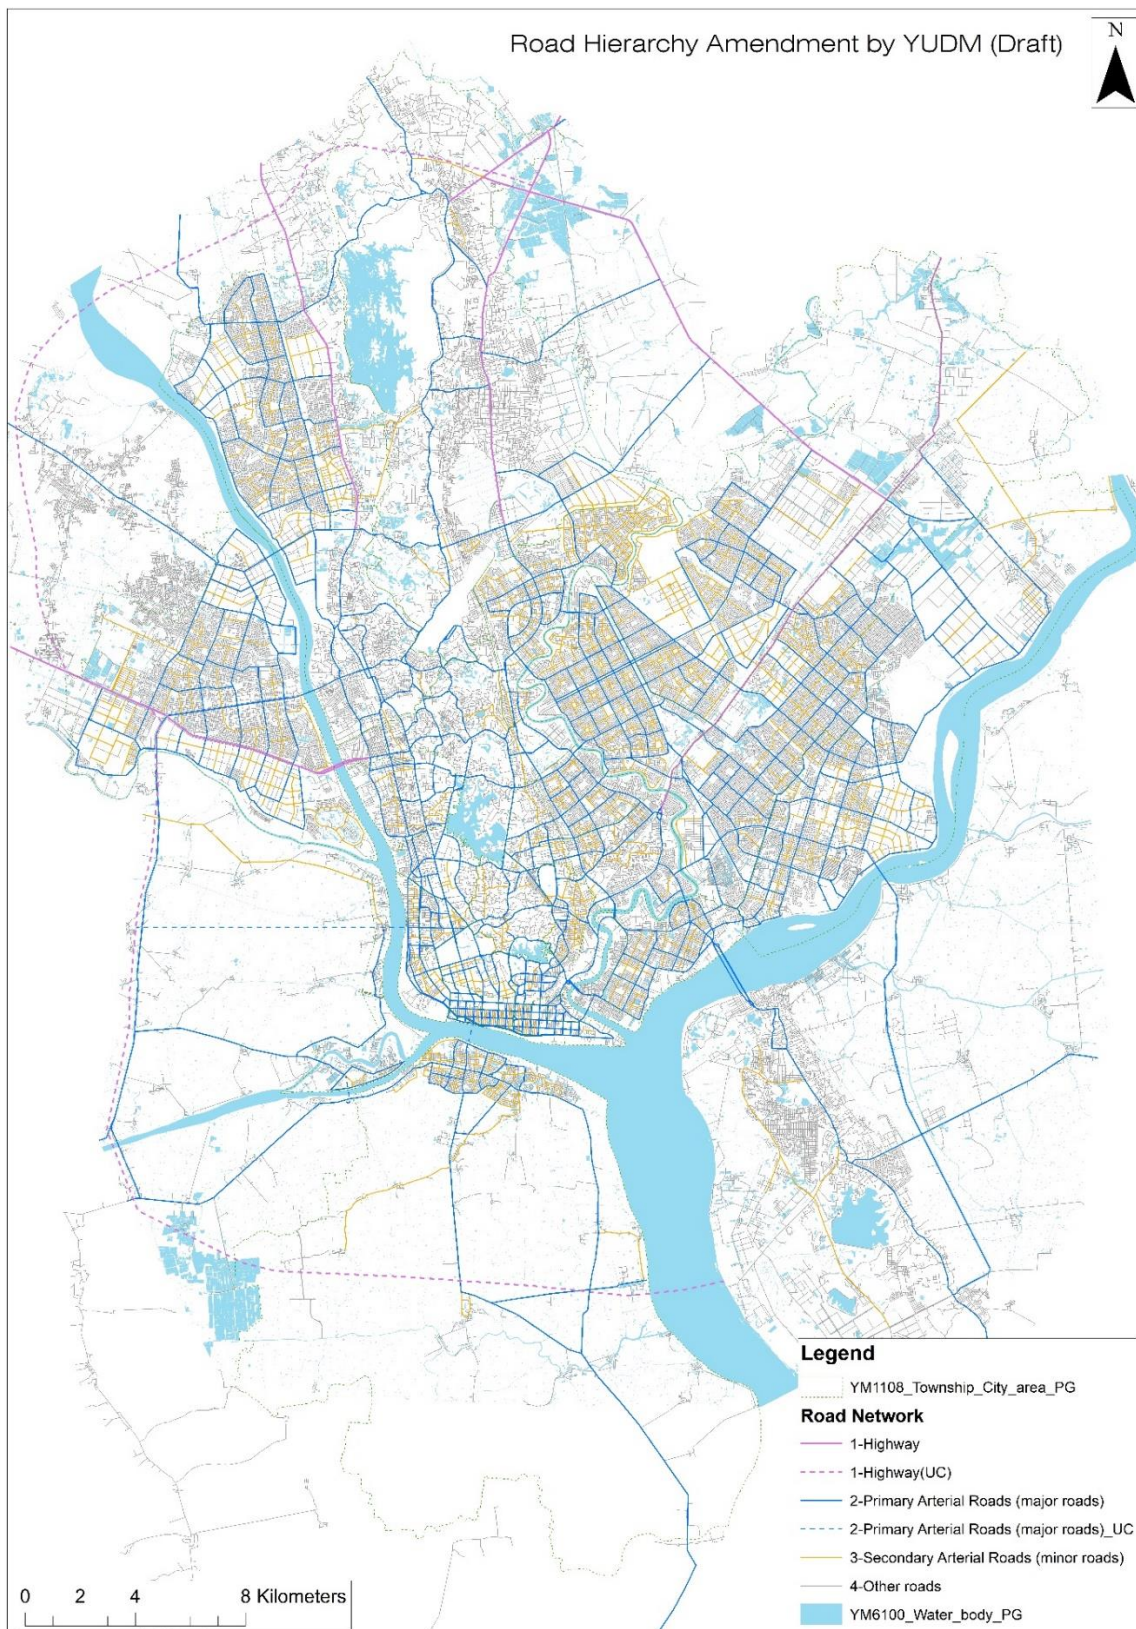 Road Hierarchy Amendment by YUDM (Draft)
N
Legend
YM1108_Township_City_area_PG
Road Network
1-Highway
1-Highway(UC)
2-Primary Arterial Roads (major roads)
2-Primary Arterial Roads (major roads)_UC
3-Secondary Arterial Roads (minor roads)
4-Other roads
YM6100_Water_body_PG
0 2 4 8 Kilometers